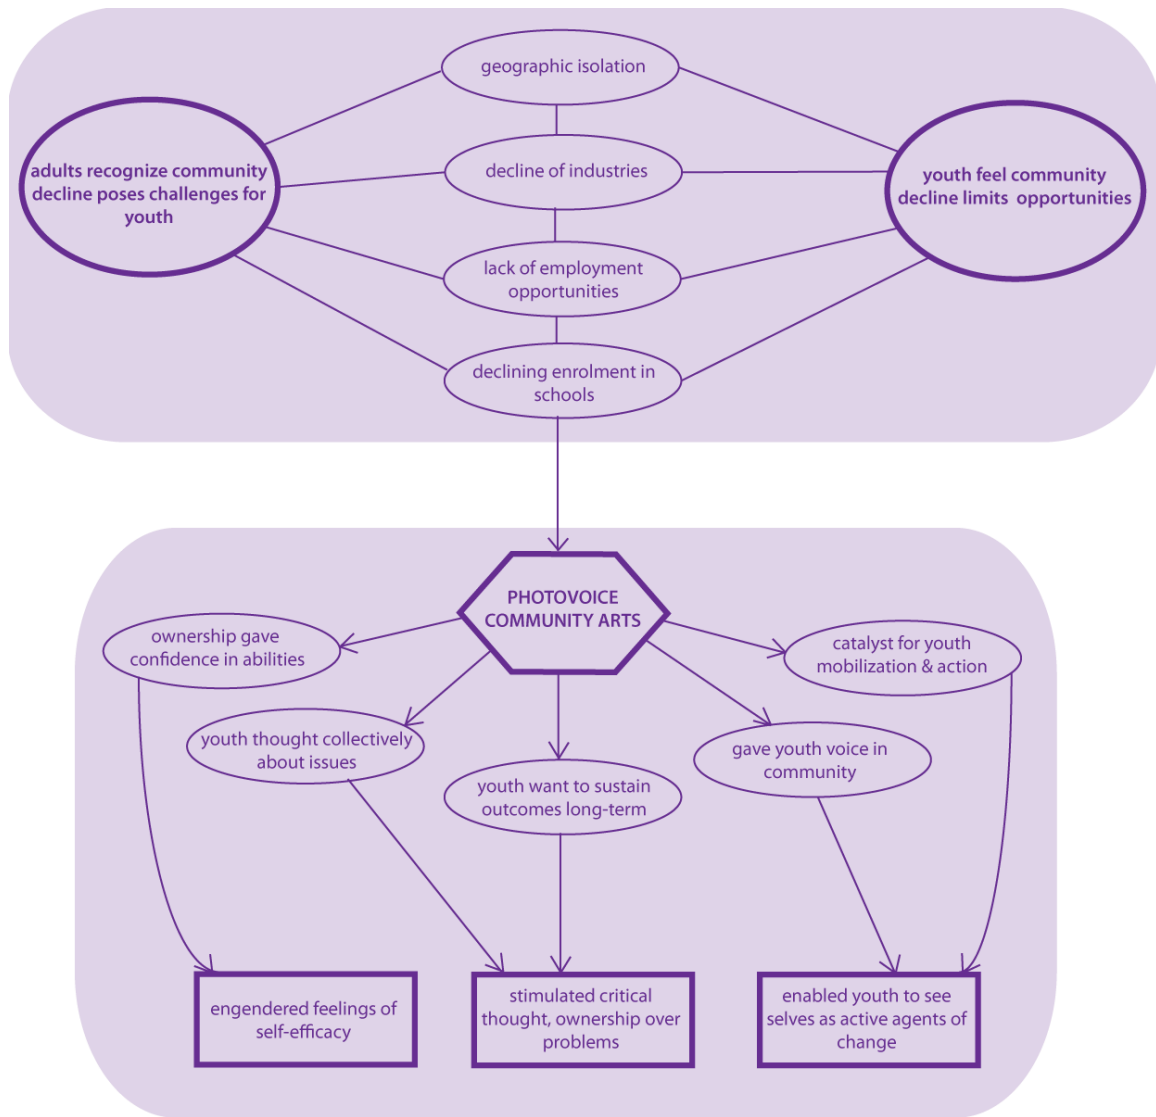 geographic isolation
adults recognize community
decline poses challenges for
youth
decline of industries
youth feel community
decline limits opportunities
lack of employment
opportunities
declining enrolment in
schools
PHOTOVOICE
COMMUNITY ARTS
ownership gave
confidence in abilities
catalyst for youth
mobilization & action
youth thought collectively
about issues
gave youth voice in
community
youth want to sustain
outcomes long-term
engendered feelings of
self-efficacy
stimulated critical
thought, ownership over
problems
enabled youth to see
selves as active agents of
change